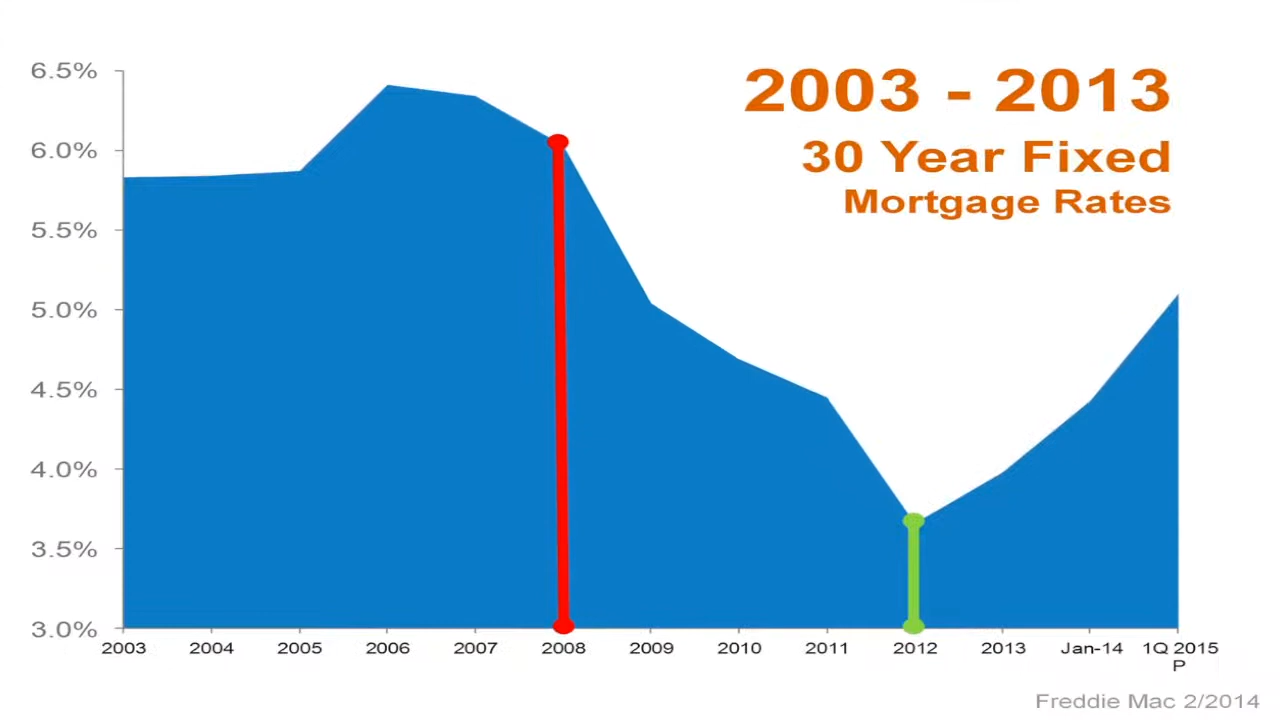 2003 - 2013
30 Year Fixed
Mortgage Rates
6.5%
6.0%
5.5%
5.0%
4.5%
4.0%
3.5%
3.0%
2003 2004 2005 2006 2007 2008 2009 2010 2011 2012 2013 Jan-14 1Q 2015
P
Freddie Mac 2/2014